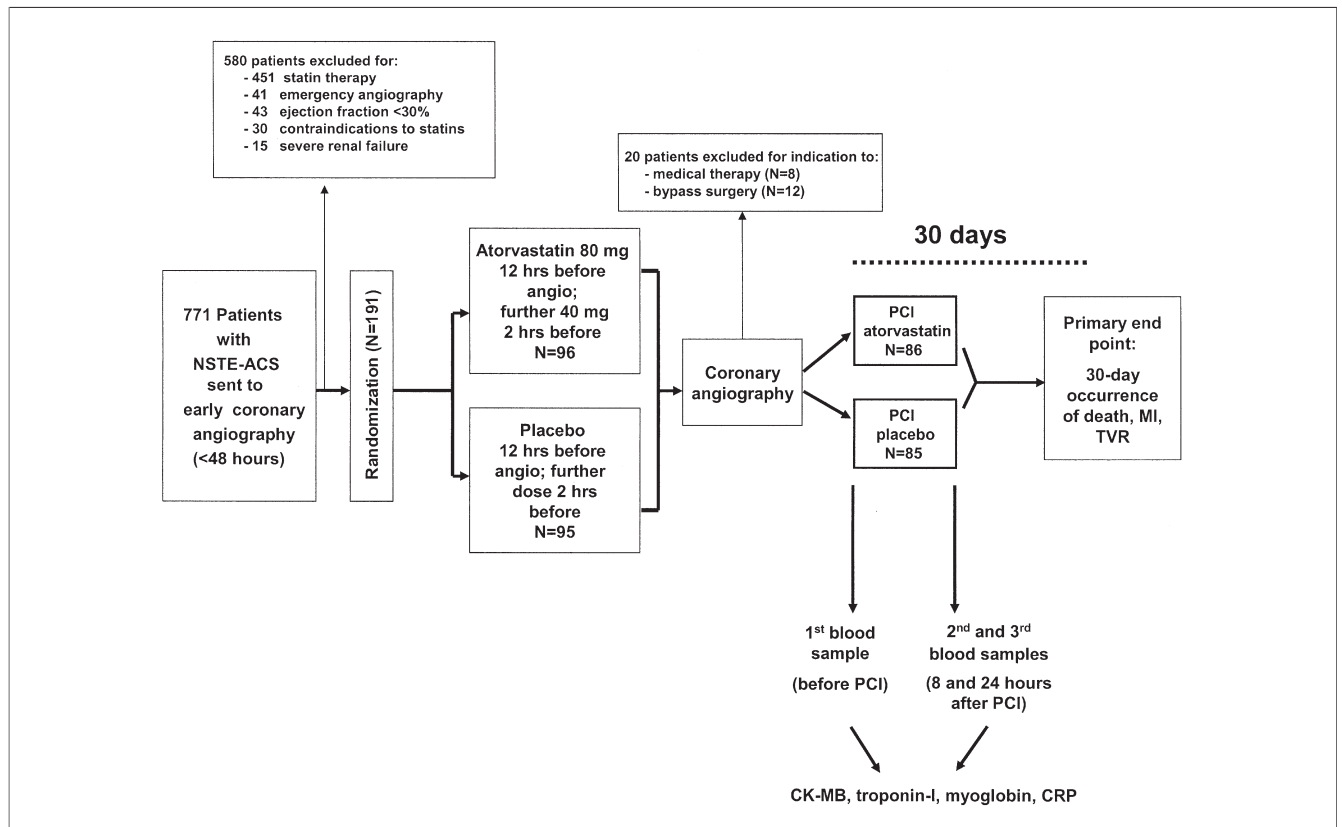 580 patients excluded for:
- 451 statin therapy
- 41 emergency angiography
- 43 ejection fraction <30%
- 30 contraindications to statins
- 15 severe renal failure
20 patients excluded for indication to:
- medical therapy (N=8)
- bypass surgery (N=12)
30 days
771 Patients
with
NSTE-ACS
sent to
early coronary
angiography
(<48 hours)
Randomization (N=191)
Atorvastatin 80 mg
12 hrs before
angio;
further 40 mg
2 hrs before
N=96
Placebo
12 hrs before
angio; further
dose 2 hrs
before
N=95
Coronary
angiography
PCI
atorvastatin
N=86
PCI
placebo
N=85
Primary end
point:
30-day
occurrence
of death, MI,
TVR
1st blood
sample
(before PCI)
2nd and 3rd
blood samples
(8 and 24 hours
after PCI)
CK-MB, troponin-I, myoglobin, CRP